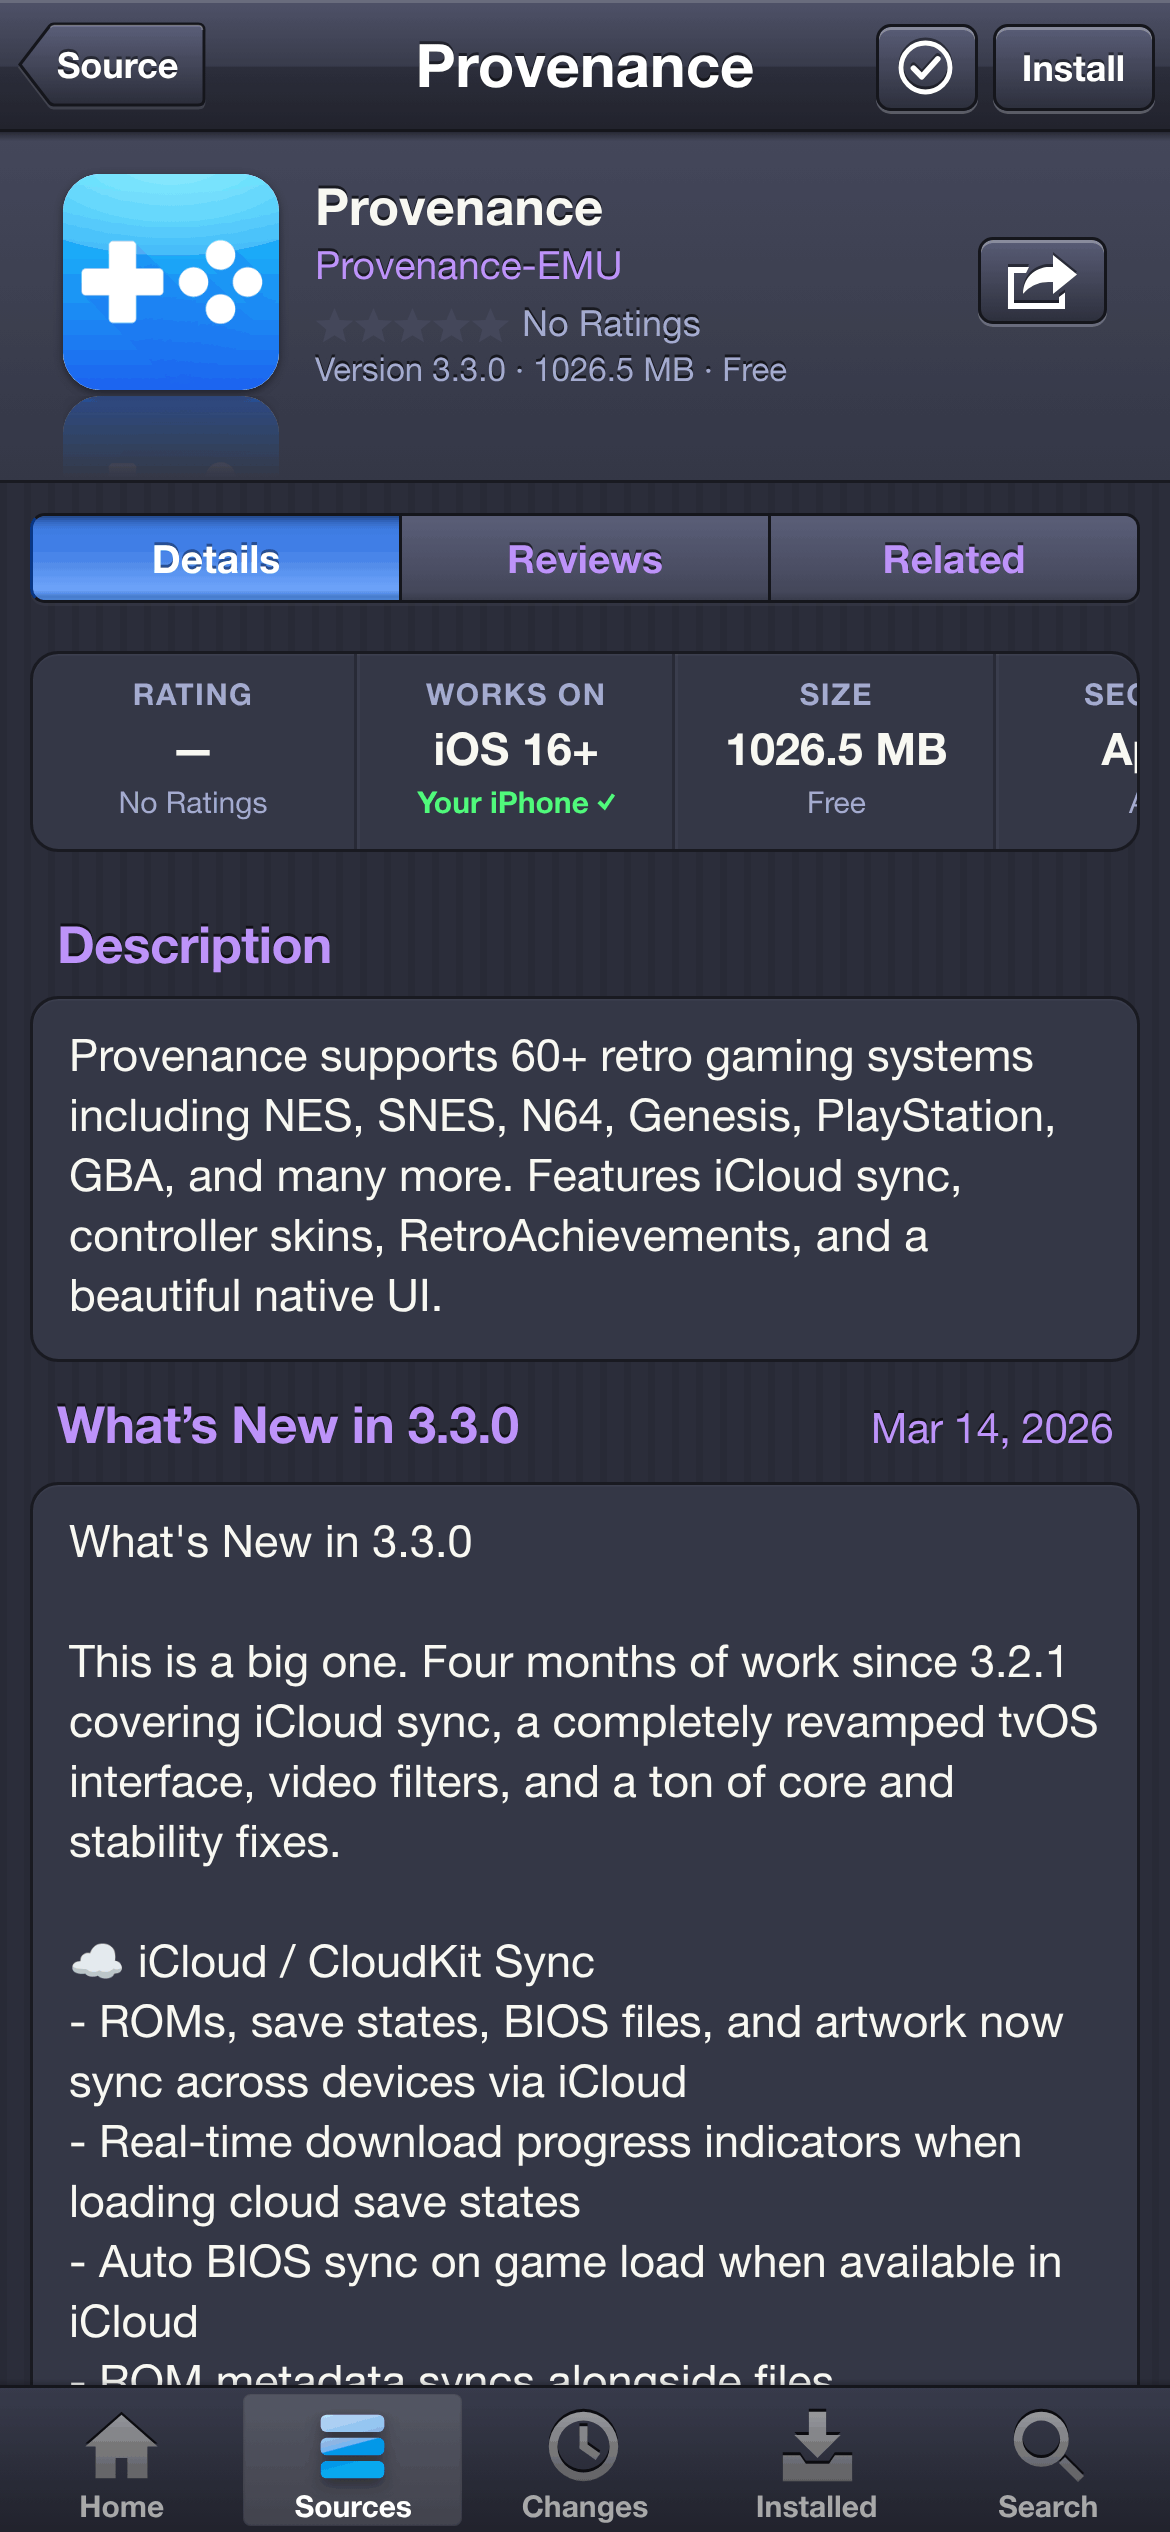 Source
Provenance
Install
Provenance
Provenance-EMU
No Ratings
Version 3.3.0 · 1026.5 MB · Free
Details
Reviews
Related
RATING
—
No Ratings
WORKS ON
iOS 16+
Your iPhone ✓
SIZE
1026.5 MB
Free
Description
Provenance supports 60+ retro gaming systems
including NES, SNES, N64, Genesis, PlayStation,
GBA, and many more. Features iCloud sync,
controller skins, RetroAchievements, and a
beautiful native UI.
What’s New in 3.3.0
Mar 14, 2026
What's New in 3.3.0
This is a big one. Four months of work since 3.2.1
covering iCloud sync, a completely revamped tvOS
interface, video filters, and a ton of core and
stability fixes.
☁️ iCloud / CloudKit Sync
- ROMs, save states, BIOS files, and artwork now
sync across devices via iCloud
- Real-time download progress indicators when
loading cloud save states
- Auto BIOS sync on game load when available in
iCloud
- ROM metadata syncs alongside files
Home
Sources
Changes
Installed
Search